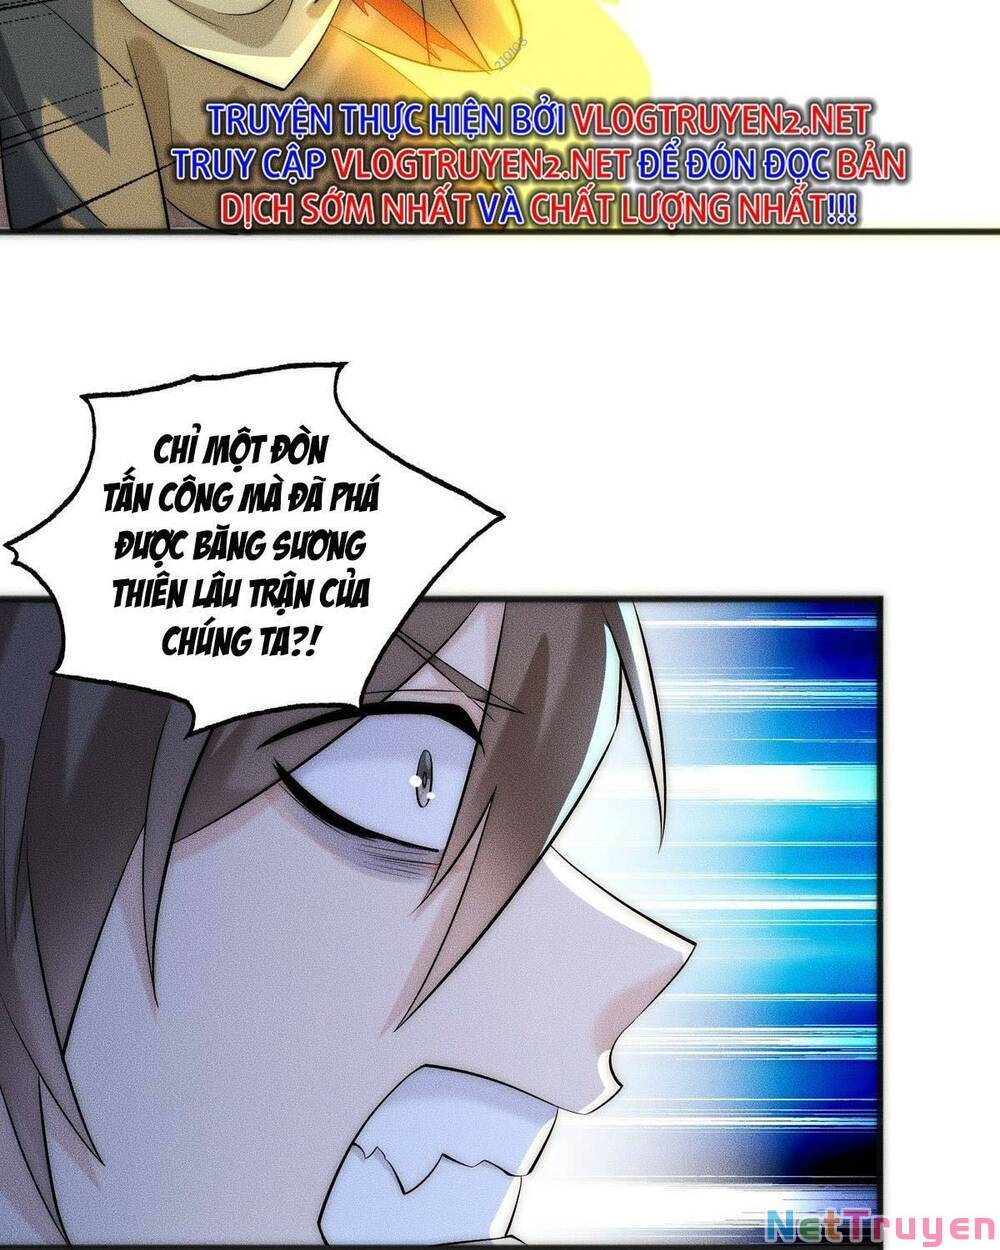 210103
TRUYỆN THỰC HIỆN BỞI VLOGTRUYEN2.NET
TRUY CẬP VLOGTRUYEN2.NET ĐỂ ĐÓN ĐỌC BẢN
DỊCH SỚM NHẤT VÀ CHẤT LƯỢNG NHẤT!!!
CHỈ MỘT ĐÒN
TẤN CÔNG MÀ ĐÃ PHÁ
ĐƯỢC BĂNG SƯƠNG
THIÊN LÂU TRẬN CỦA
CHÚNG TA?!
NetTruyen